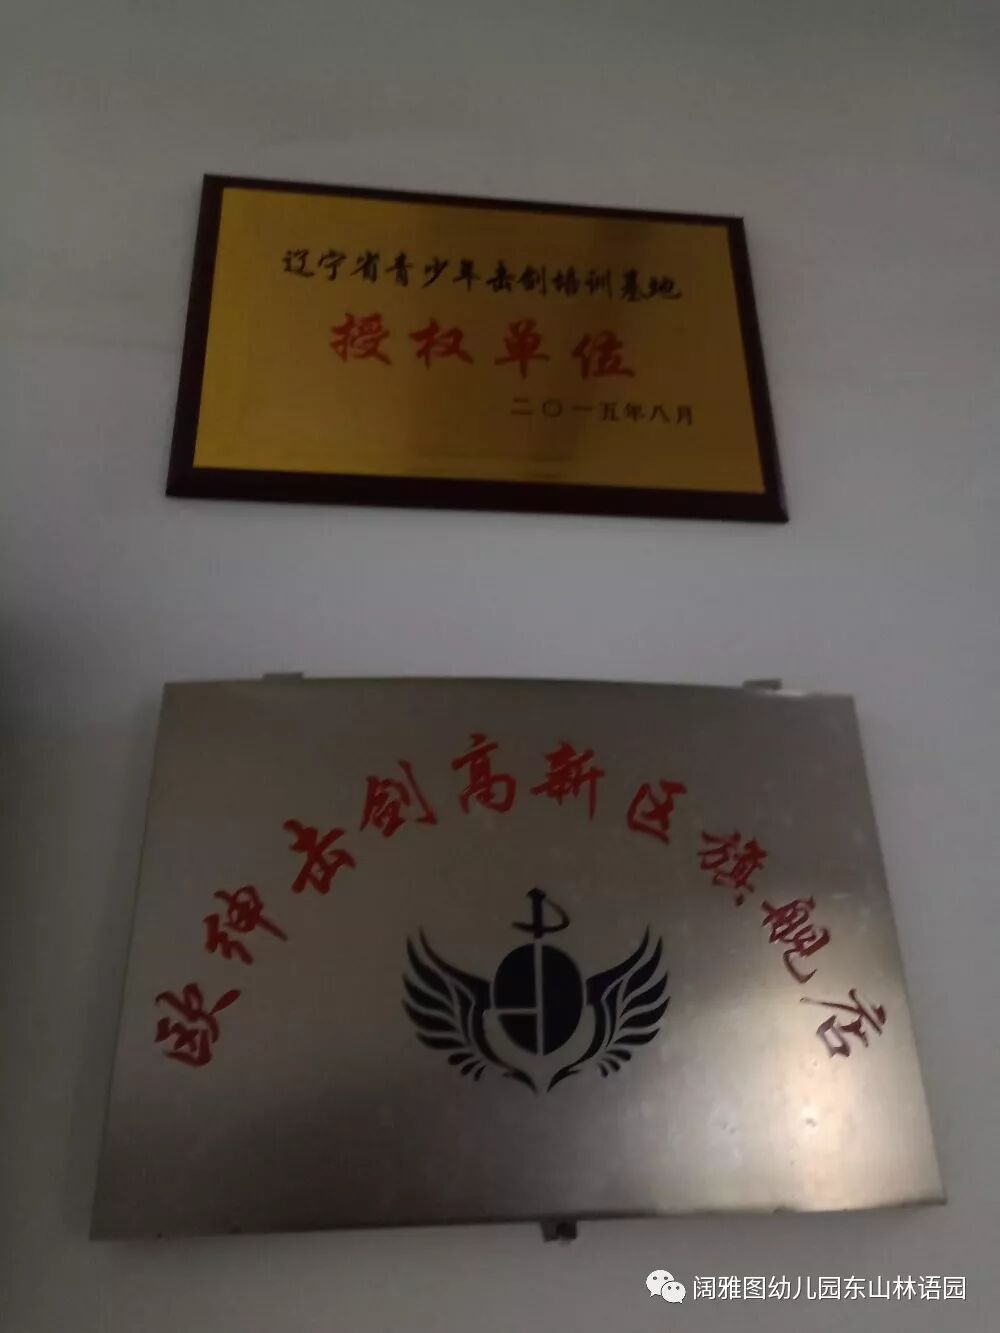 辽宁省青少年击剑培训基地
授权单位
二〇一五年八月
欧绅击剑高新区旗舰店
阔雅图幼儿园东山林语园